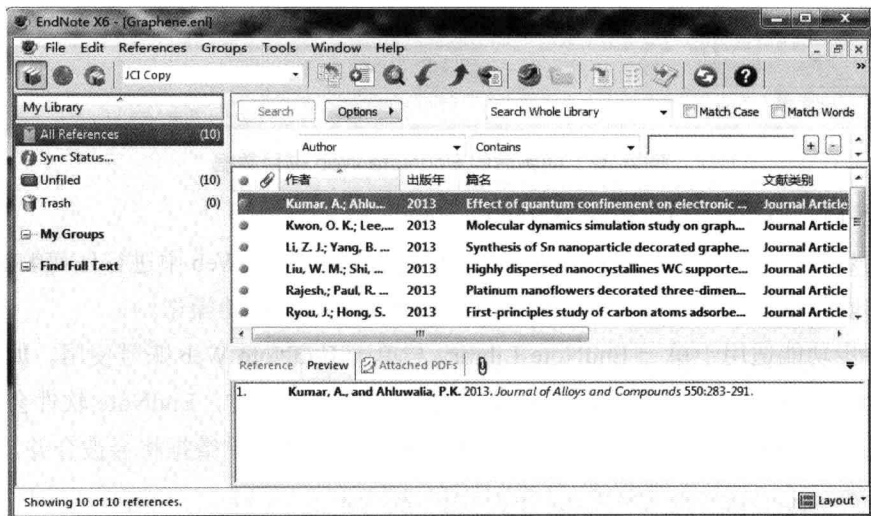 EndNote X6 - [Graphene.enl]
File Edit References Groups Tools Window Help
JCI Copy
My Library
All References (10)
Sync Status...
Unfiled (10)
Trash (0)
My Groups
Find Full Text
Search Options Search Whole Library Match Case Match Words
Author Contains
作者 出版年 篇名 文献类别
Kumar, A.; Ahlu... 2013 Effect of quantum confinement on electronic ... Journal Article
Kwon, O. K.; Lee,... 2013 Molecular dynamics simulation study on graph... Journal Article
Li, Z. J.; Yang, B. ... 2013 Synthesis of Sn nanoparticle decorated graphe... Journal Article
Liu, W. M.; Shi, ... 2013 Highly dispersed nanocrystallines WC supporte... Journal Article
Rajesh,; Paul, R. ... 2013 Platinum nanoflowers decorated three-dimen... Journal Article
Ryou, J.; Hong, S. 2013 First-principles study of carbon atoms adsorbe... Journal Article
Reference Preview Attached PDFs
1. Kumar, A., and Ahluwalia, P.K. 2013. Journal of Alloys and Compounds 550:283-291.
Showing 10 of 10 references.
Layout